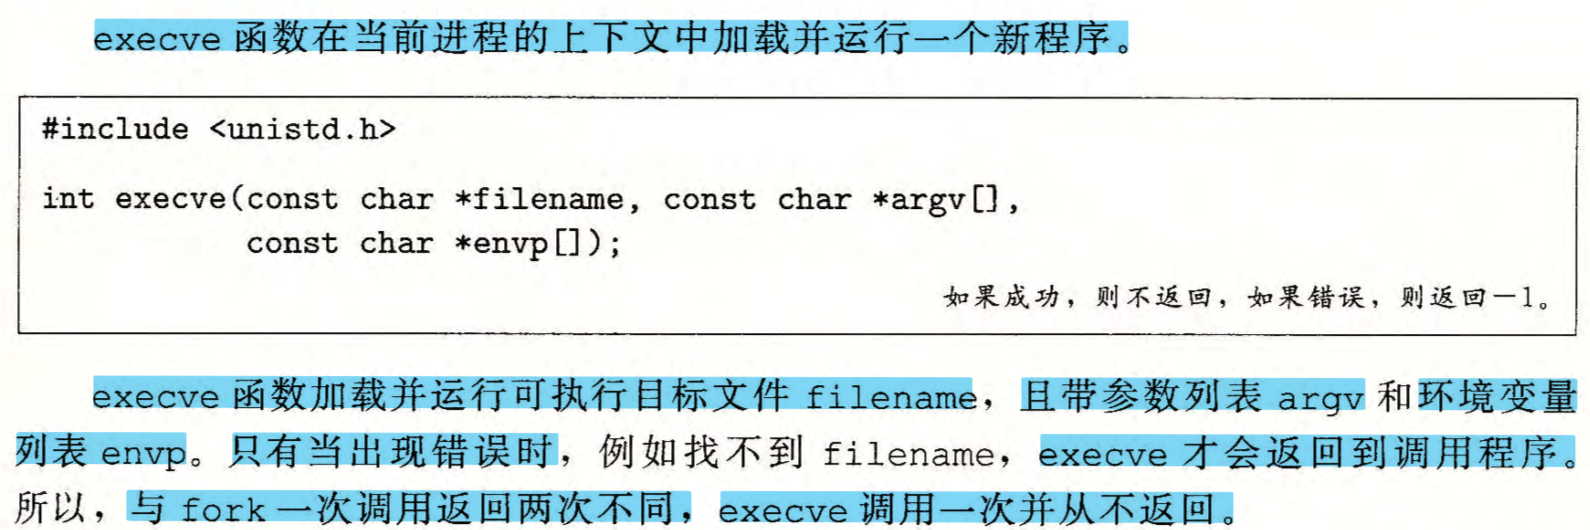 execve 函数在当前进程的上下文中加载并运行一个新程序。
#include <unistd.h>
int execve(const char *filename, const char *argv[],
const char *envp[]);
如果成功，则不返回，如果错误，则返回－1。
execve 函数加载并运行可执行目标文件 filename，且带参数列表 argv 和环境变量
列表 envp。只有当出现错误时，例如找不到 filename，execve 才会返回到调用程序。
所以，与 fork 一次调用返回两次不同，execve 调用一次并从不返回。